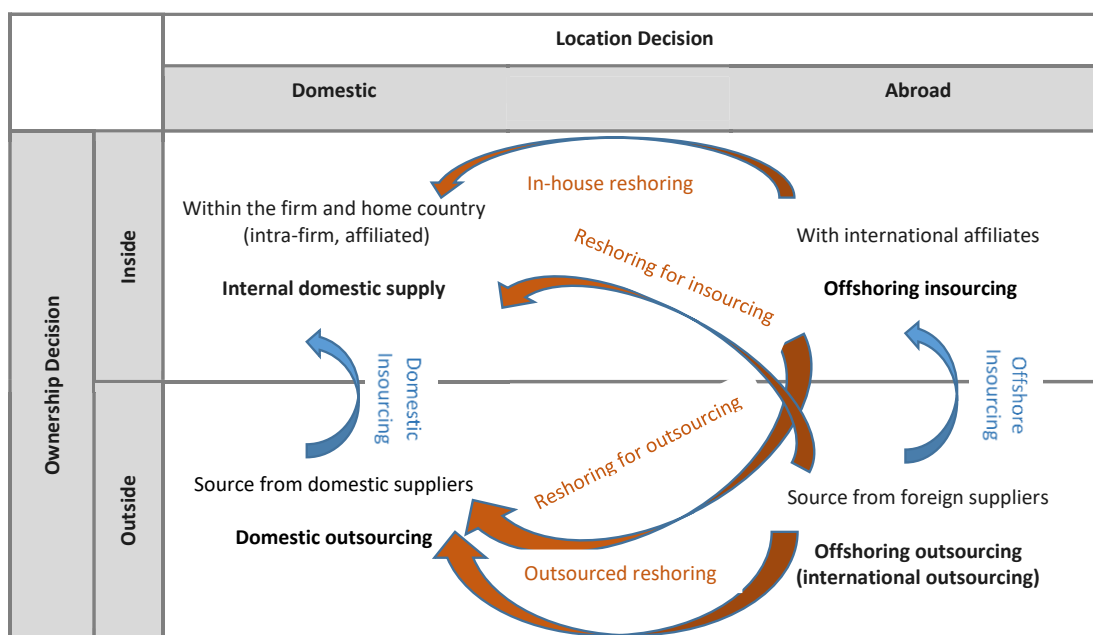 Location Decision
Domestic
Abroad
Ownership Decision
Inside
Outside
In-house reshoring
Within the firm and home country
(intra-firm, affiliated)
Internal domestic supply
Reshoring for insourcing
With international affiliates
Offshoring insourcing
Domestic
Insourcing
Offshore
Insourcing
Reshoring for outsourcing
Source from domestic suppliers
Domestic outsourcing
Source from foreign suppliers
Offshoring outsourcing
(international outsourcing)
Outsourced reshoring